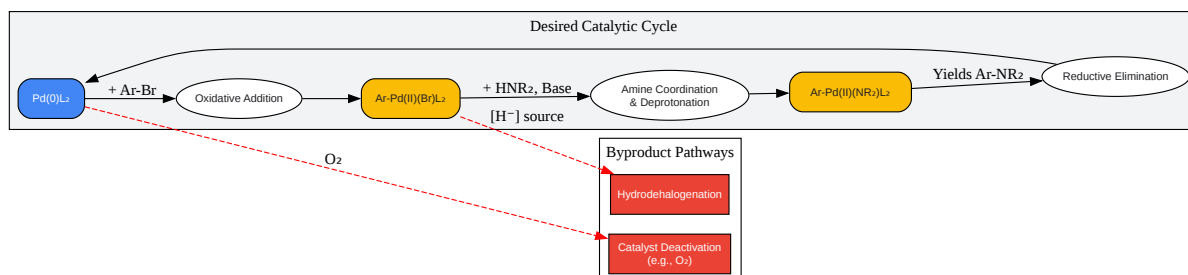 Desired Catalytic Cycle
Pd(0)L₂
+ Ar-Br
Oxidative Addition
Ar-Pd(II)(Br)L₂
+ HNR₂, Base
Amine Coordination
& Deprotonation
Ar-Pd(II)(NR₂)L₂
Yields Ar-NR₂
Reductive Elimination
[H⁻] source
O₂
Byproduct Pathways
Hydrodehalogenation
Catalyst Deactivation
(e.g., O₂)